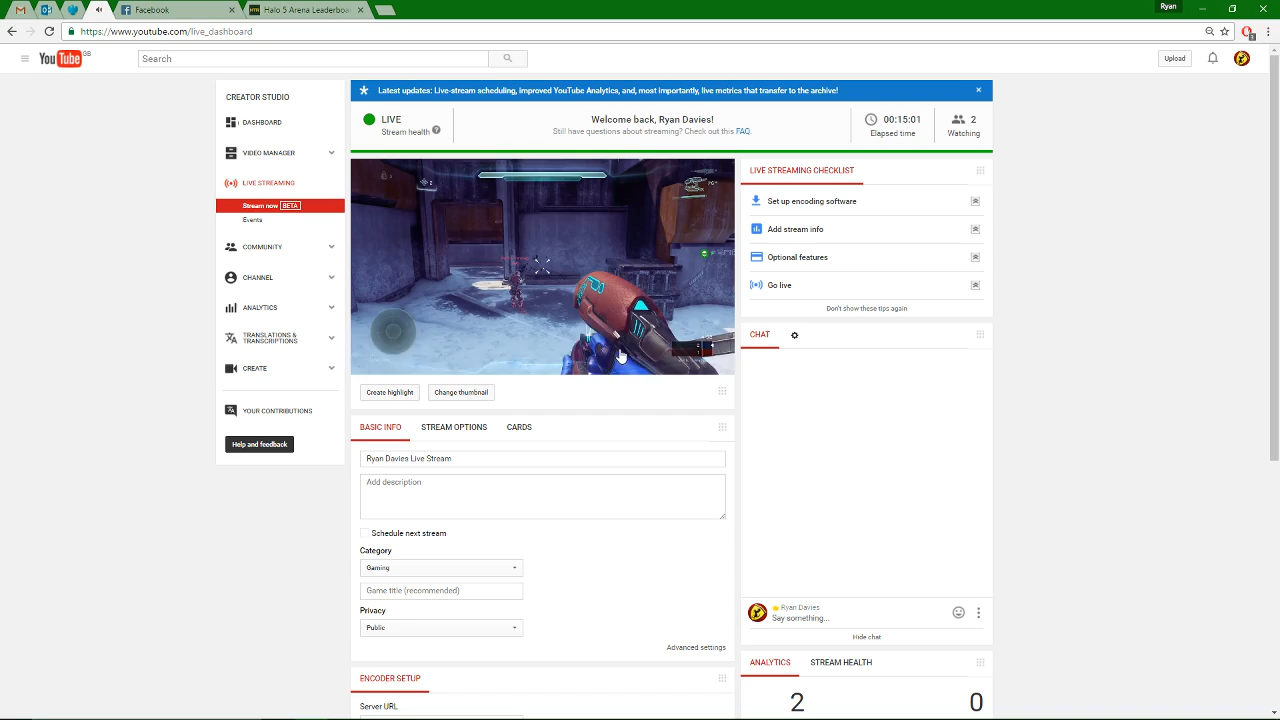 Ryan
Facebook
Halo 5 Arena Leaderboa
https://www.youtube.com/live_dashboard
YouTube GB
Search
Upload
CREATOR STUDIO
DASHBOARD
VIDEO MANAGER
LIVE STREAMING
Stream now BETA
Events
COMMUNITY
CHANNEL
ANALYTICS
TRANSLATIONS &
TRANSCRIPTIONS
CREATE
YOUR CONTRIBUTIONS
Help and feedback
Latest updates: Live-stream scheduling, improved YouTube Analytics, and, most importantly, live metrics that transfer to the archive!
LIVE
Stream health ?
Welcome back, Ryan Davies!
Still have questions about streaming? Check out this FAQ.
00:15:01
Elapsed time
2
Watching
Create highlight
Change thumbnail
BASIC INFO
STREAM OPTIONS
CARDS
Ryan Davies Live Stream
Add description
Schedule next stream
Category
Gaming
Game title (recommended)
Privacy
Public
Advanced settings
ENCODER SETUP
Server URL
LIVE STREAMING CHECKLIST
Set up encoding software
Add stream info
Optional features
Go live
Don't show these tips again
CHAT
Ryan Davies
Say something...
Hide chat
ANALYTICS
STREAM HEALTH
2
0